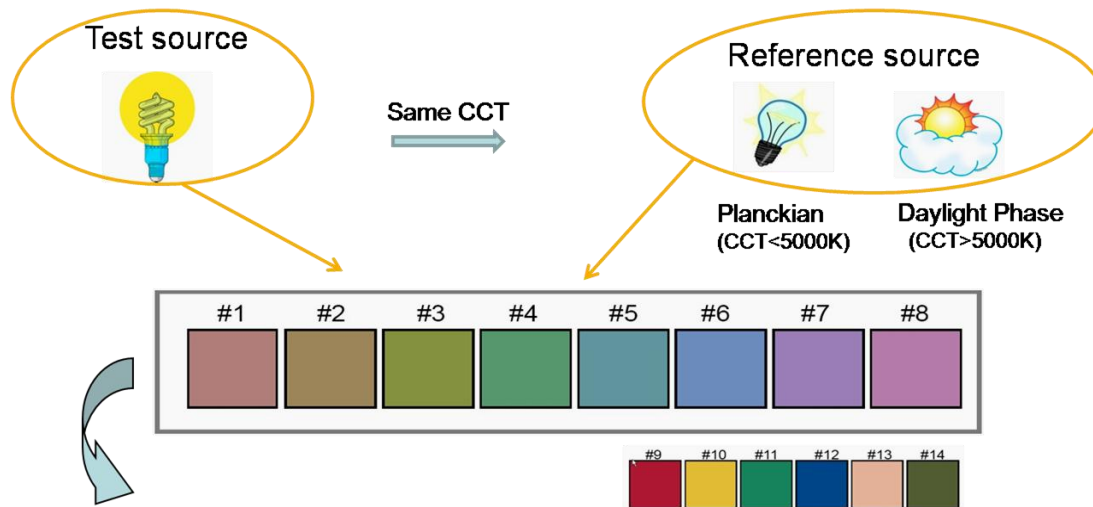 Test source
Reference source
Same CCT
Planckian
(CCT<5000K)
Daylight Phase
(CCT>5000K)
#1 #2 #3 #4 #5 #6 #7 #8
#9 #10 #11 #12 #13 #14